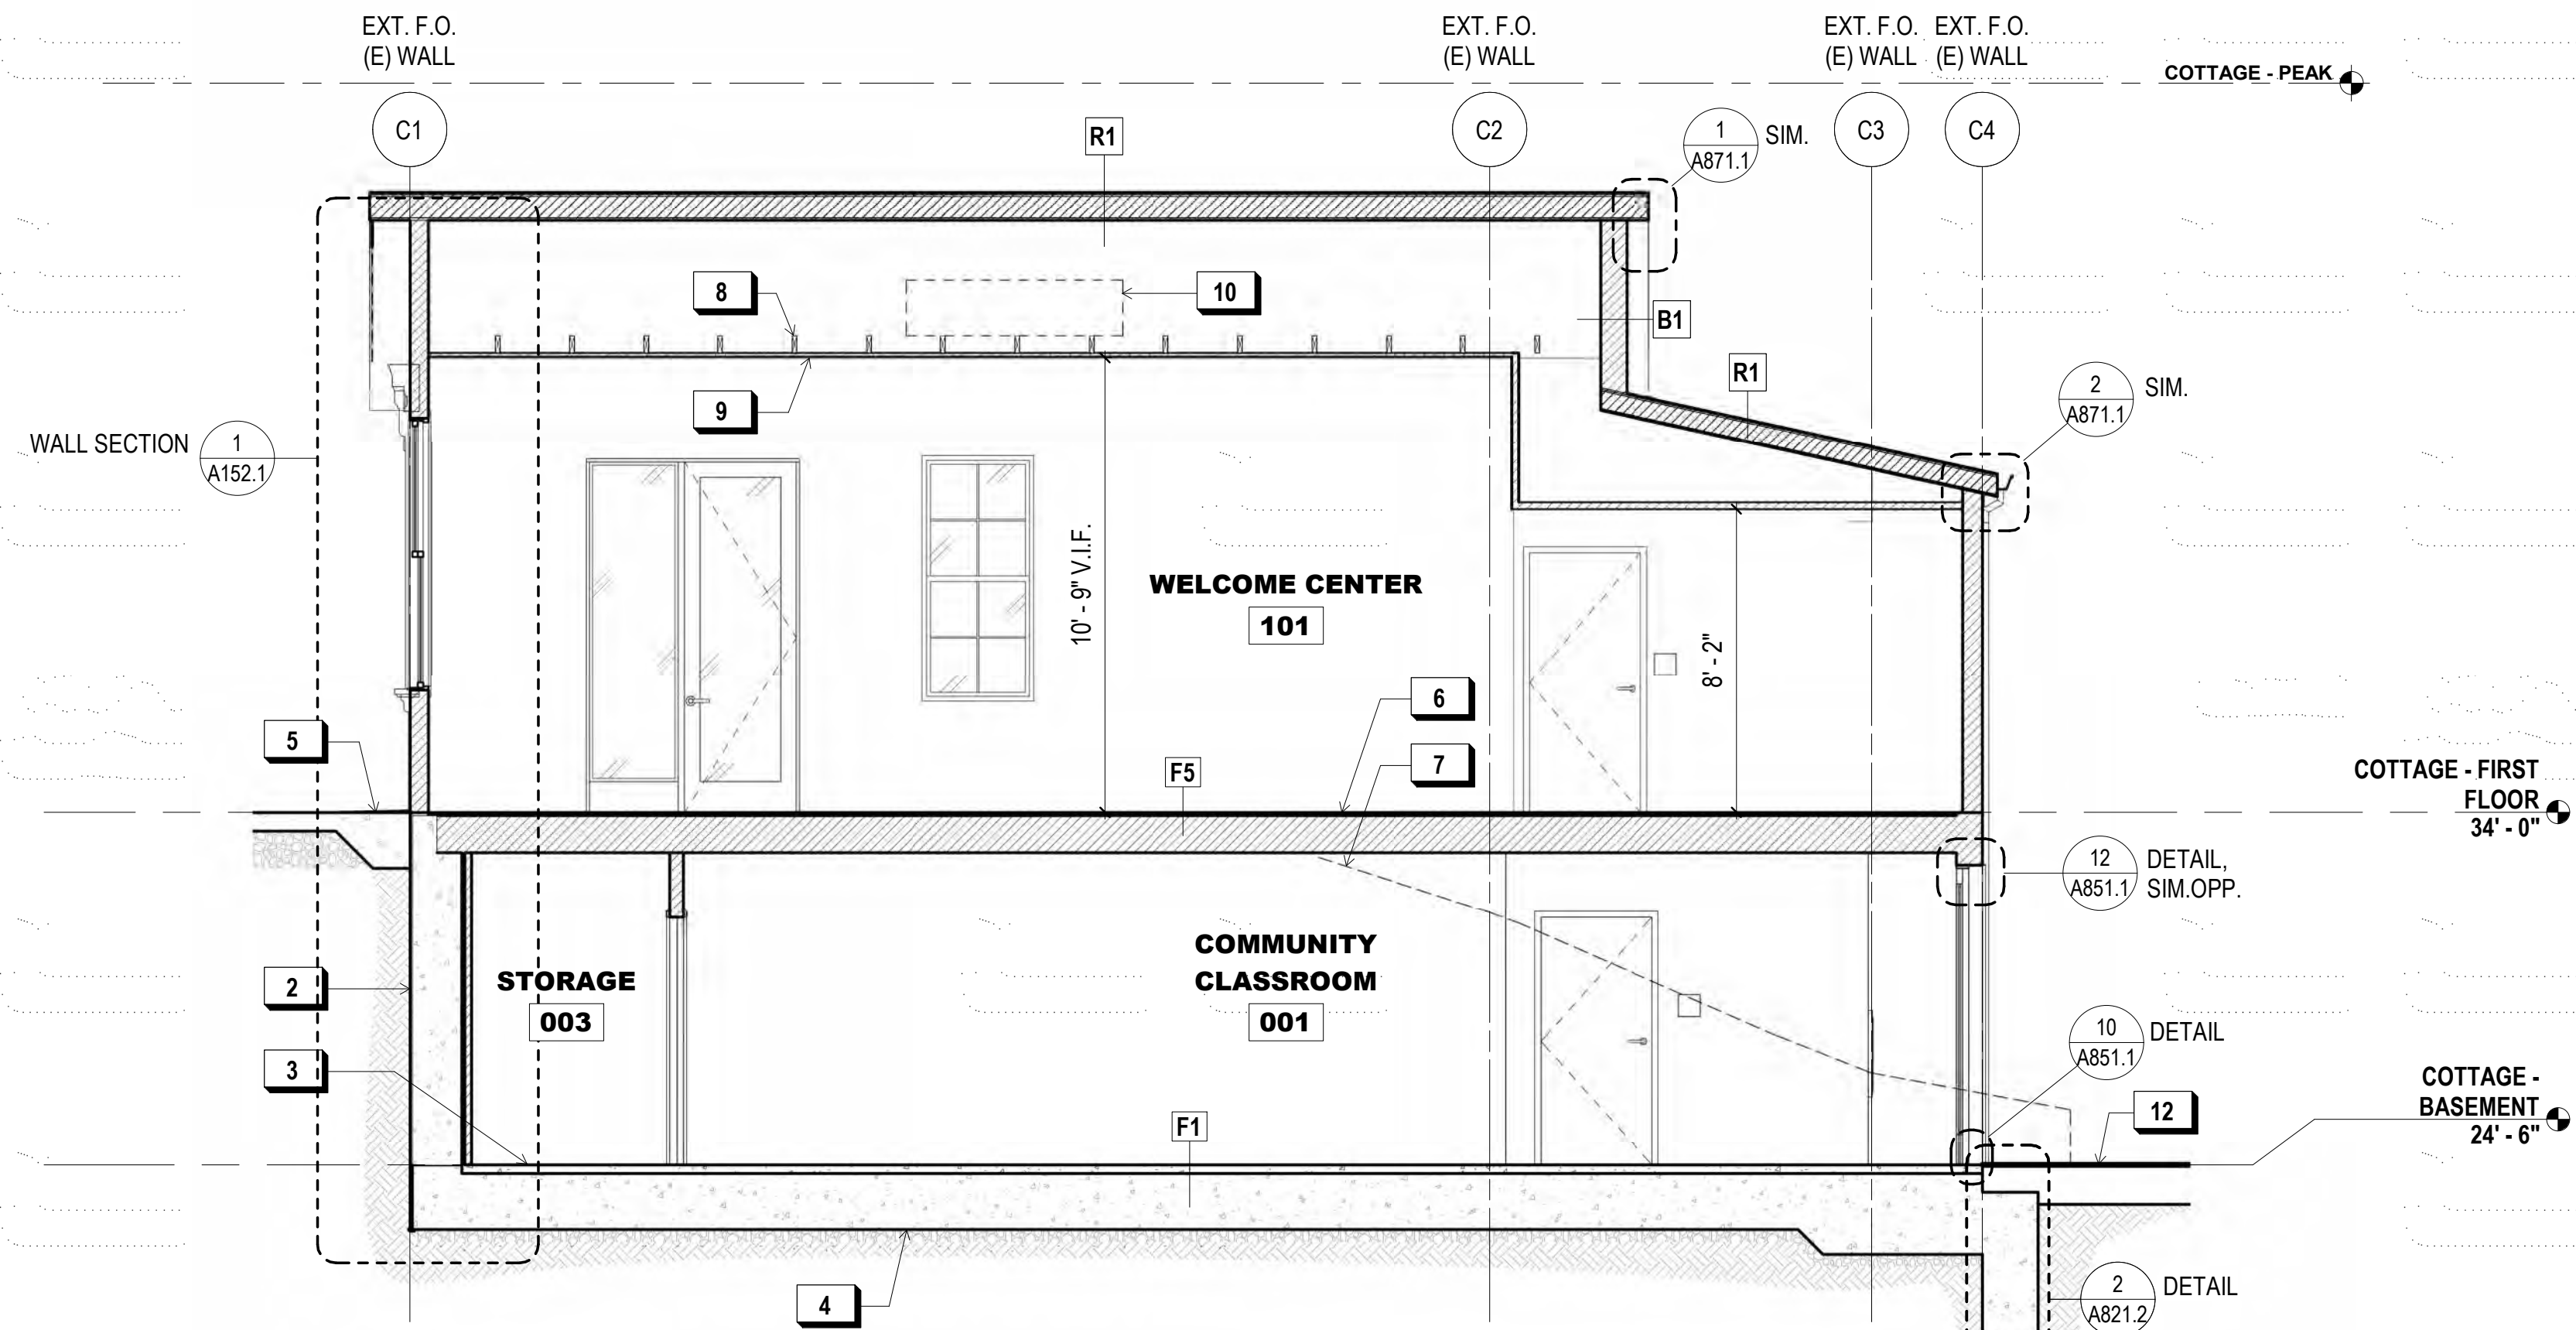 EXT. F.O.
(E) WALL
EXT. F.O.
(E) WALL
EXT. F.O.
(E) WALL
EXT. F.O.
(E) WALL
COTTAGE - PEAK
C1
C2
C3
C4
R1
1
A871.1
SIM.
8
10
B1
9
R1
2
A871.1
SIM.
WALL SECTION
1
A152.1
10' - 9" V.I.F.
WELCOME CENTER
101
8' - 2"
6
5
7
F5
COTTAGE - FIRST
FLOOR
34' - 0"
12
A851.1
DETAIL,
SIM.OPP.
2
STORAGE
003
COMMUNITY
CLASSROOM
001
10
A851.1
DETAIL
3
F1
12
COTTAGE -
BASEMENT
24' - 6"
4
2
A821.2
DETAIL